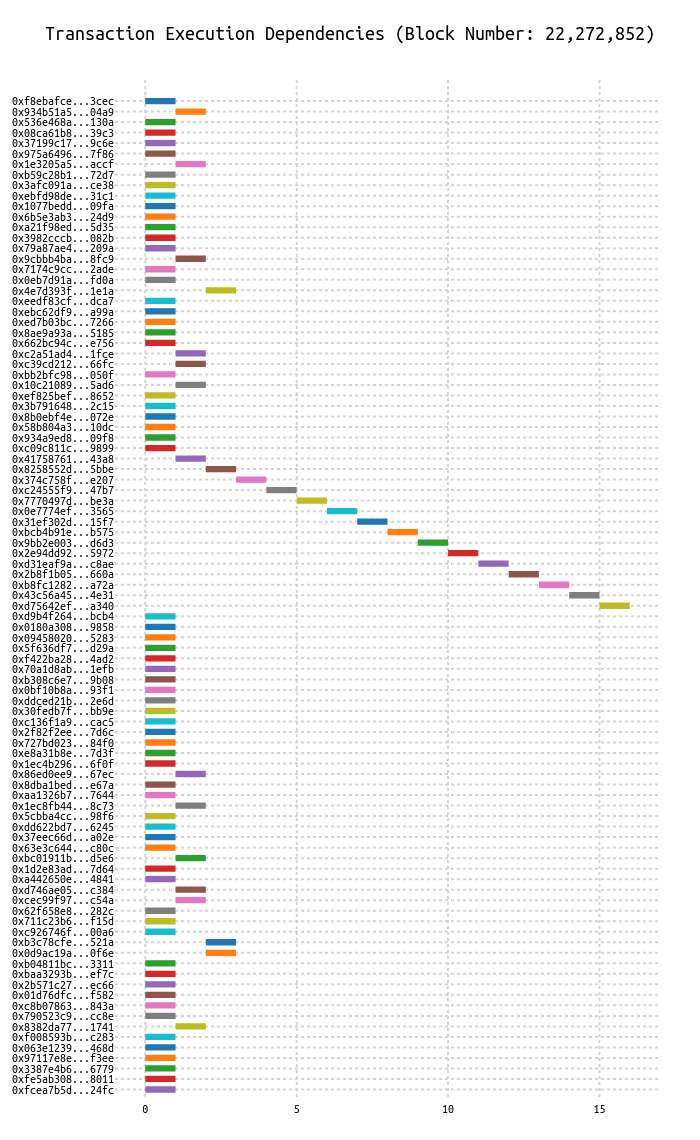 Transaction Execution Dependencies (Block Number: 22,272,852)
0xf8ebafce...3cec
0x934b51a5...04a9
0x536e468a...130a
0x08ca61b8...39c3
0x37199c17...9c6e
0x975a6496...7f86
0x1e3205a5...accf
0xb59c28b1...72d7
0x3afc091a...ce38
0xebfd98de...31c1
0x1077bedd...09fa
0x6b5e3ab3...24d9
0xa21f98ed...5d35
0x3982cccb...082b
0x79a87ae4...209a
0x9cbbb4ba...8fc9
0x7174c9cc...2ade
0x0eb7d91a...fd0a
0x4e7d393f...1e1a
0xeedf83cf...dca7
0xebc62df9...a99a
0xed7b03bc...7266
0x8ae9a93a...5185
0x662bc94c...e756
0xc2a51ad4...1fce
0xc39cd212...66fc
0xbb2bfc98...050f
0x10c21089...5ad6
0xef825bef...8652
0x3b791648...2c15
0x8b0ebf4e...072e
0x58b804a3...10dc
0x934a9ed8...09f8
0xc09c811c...9899
0x41758761...43a8
0x8258552d...5bbe
0x374c758f...e207
0xc24555f9...47b7
0x7770497d...be3a
0x0e7774ef...3565
0x31ef302d...15f7
0xbcb4b91e...b575
0x9bb2e003...d6d3
0x2e94dd92...5972
0xd31eaf9a...c8ae
0x2b8f1b05...660a
0xb8fc1282...a72a
0x43c56a45...4e31
0xd75642ef...a340
0xd9b4f264...bcb4
0x0180a308...9858
0x09458020...5283
0x5f636df7...d29a
0xf422ba28...4ad2
0x70a1d8ab...1efb
0xb308c6e7...9b08
0x0bf10b8a...93f1
0xddced21b...2e6d
0x30fedb7f...bb9e
0xc136f1a9...cac5
0x2f82f2ee...7d6c
0x727bd023...84f0
0xe8a31b8e...7d3f
0x1ec4b296...6f0f
0x86ed0ee9...67ec
0x8dba1bed...e67a
0xaa1326b7...7644
0x1ec8fb44...8c73
0x5cbba4cc...98f6
0xdd622bd7...6245
0x37eec66d...a02e
0x63e3c644...c80c
0xbc01911b...d5e6
0x1d2e83ad...7d64
0xa442650e...4841
0xd746ae05...c384
0xcec99f97...c54a
0x62f658e8...282c
0x711c23b6...f15d
0xc926746f...00a6
0xb3c78cfe...521a
0x0d9ac19a...0f6e
0xb04811bc...3311
0xbaa3293b...ef7c
0x2b571c27...ec66
0x01d76dfc...f582
0xc8b07863...843a
0x790523c9...cc8e
0x8382da77...1741
0xf008593b...c283
0x063e1239...468d
0x97117e8e...f3ee
0x3387e4b6...6779
0xfe5ab308...8011
0xfcea7b5d...24fc
0 5 10 15